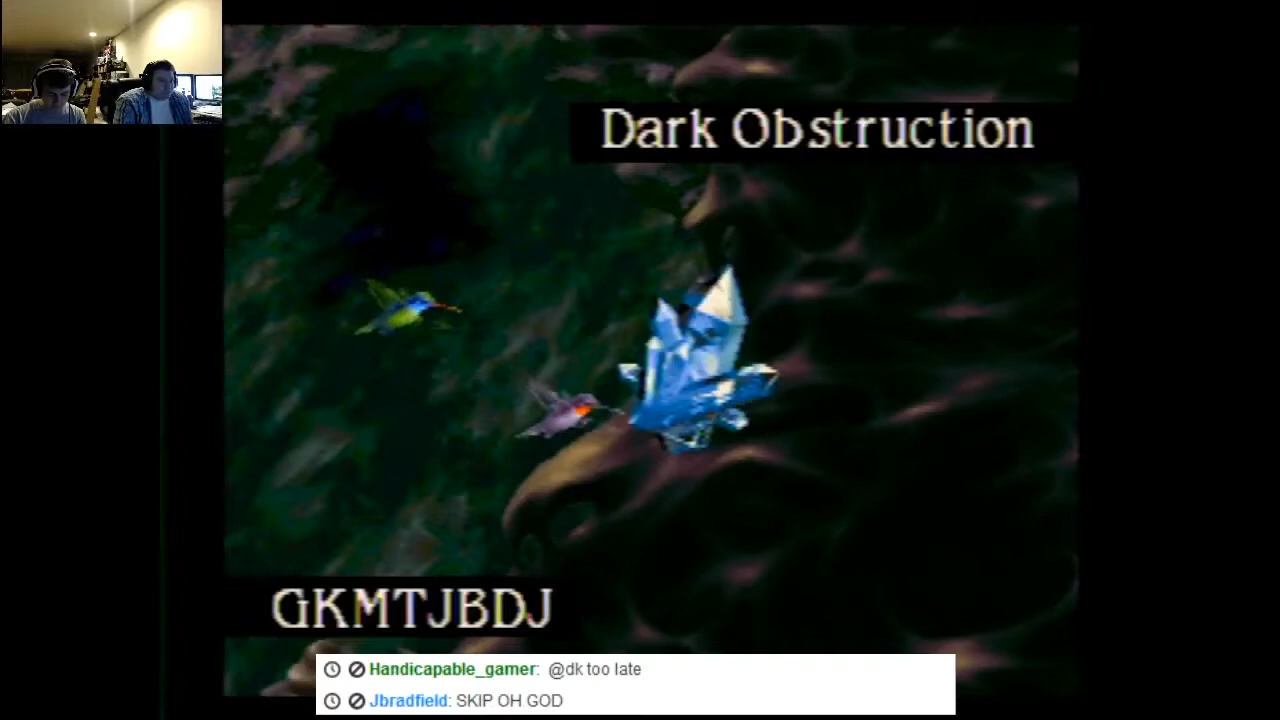 Dark Obstruction
GKMTJBDJ
Handicapable_gamer: @dk too late
Jbradfield: SKIP OH GOD